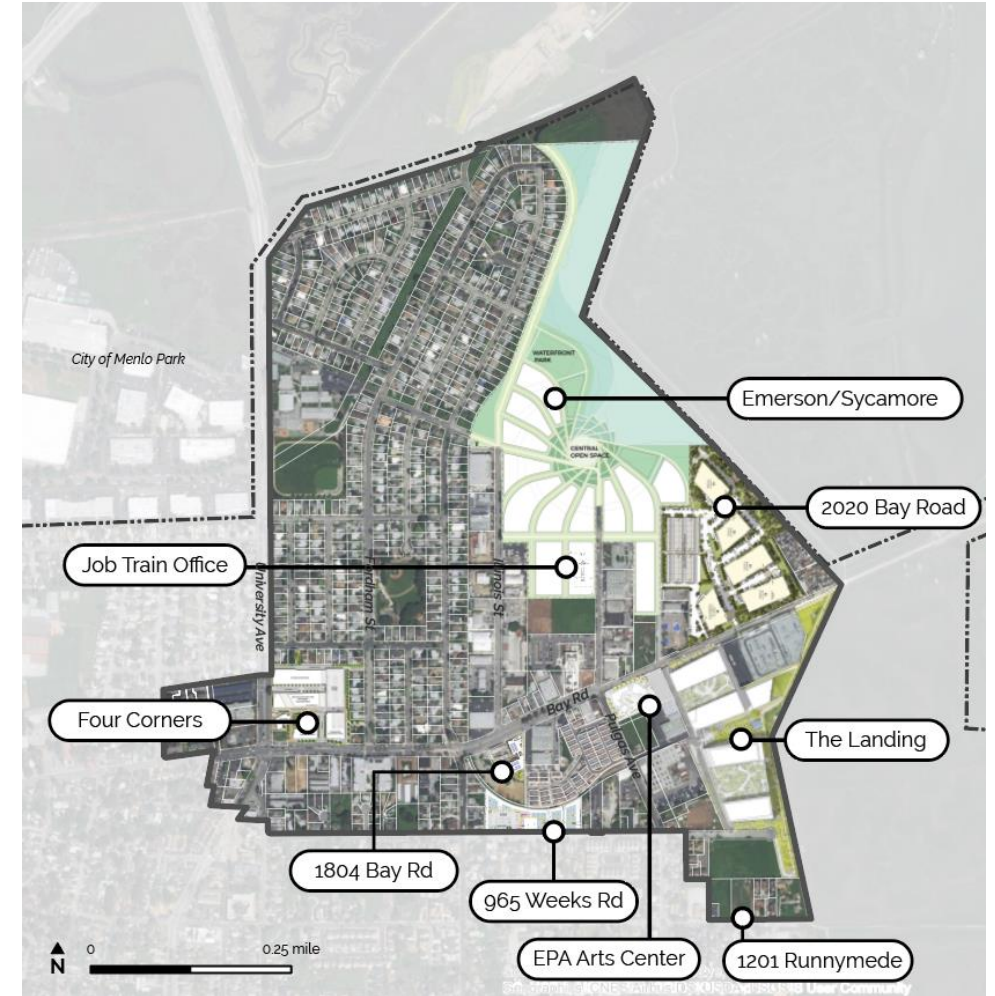 WATERFRONT
PARK
City of Menlo Park
Emerson/Sycamore
CENTRAL
OPEN SPACE
2020 Bay Road
Job Train Office
University Ave
Fordham St
Illinois St
Four Corners
Bay Rd
Pulgas Ave
The Landing
1804 Bay Rd
965 Weeks Rd
EPA Arts Center
1201 Runnymede
0
0.25 mile
N
User Community